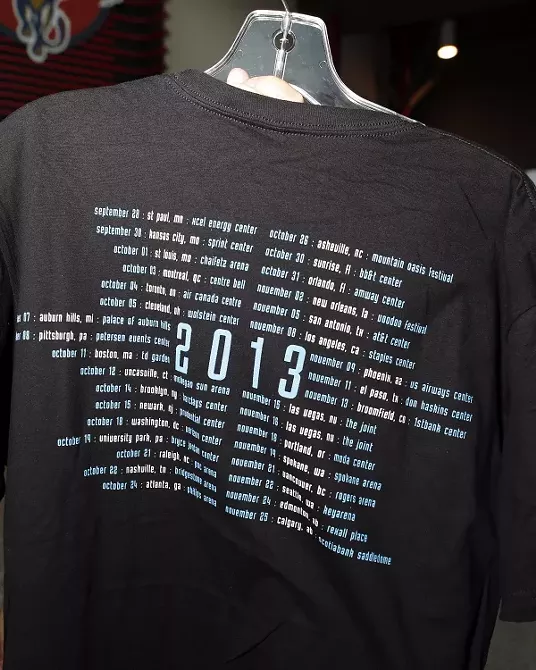 september 28 : st paul, mn : xcel energy center
september 30 : kansas city, mo : sprint center
october 01 : st louis, mo : chaifetz arena
october 03 : montreal, qc : centre bell
october 04 : toronto, on : air canada centre
october 05 : cleveland, oh : wolstein center
er 07 : auburn hills, mi : palace of auburn hills
er 08 : pittsburgh, pa : petersen events center
october 11 : boston, ma : td garden
october 12 : uncasville, ct : mohegan sun arena
october 14 : brooklyn, ny : barclays center
october 15 : newark, nj : prudential center
october 18 : washington, dc : verizon center
october 19 : university park, pa : bryce jordan center
october 21 : raleigh, nc : pnc arena
october 22 : nashville, tn : bridgestone arena
october 24 : atlanta, ga : philips arena
2013
october 26 : asheville, nc : mountain oasis festival
october 30 : sunrise, fl : bb&t center
october 31 : orlando, fl : amway center
november 02 : new orleans, la : voodoo festival
november 05 : san antonio, tx : at&t center
november 08 : los angeles, ca : staples center
november 09 : phoenix, az : us airways center
november 11 : el paso, tx : don haskins center
november 13 : broomfield, co : 1stbank center
november 15 : las vegas, nv : the joint
november 16 : las vegas, nv : the joint
november 18 : portland, or : moda center
november 19 : spokane, wa : spokane arena
november 21 : vancouver, bc : rogers arena
november 22 : seattle, wa : keyarena
november 24 : edmonton, ab : rexall place
november 25 : calgary, ab : scotiabank saddledome